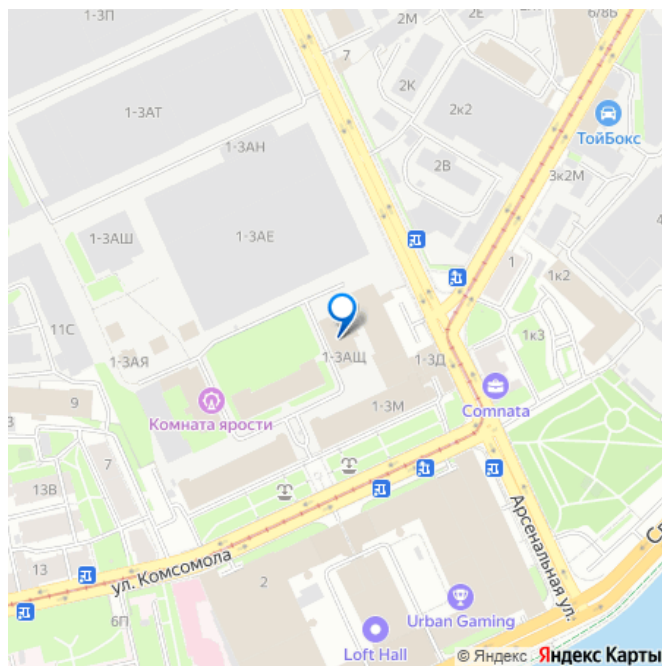 1-3П
2М
2Е
6/8Б
7
2К
1-3АТ
2к2
ТойБокс
1-3АН
2В
3к2М
1-3АШ
1-3АЕ
4
1
1к2
11С
1-3АЩ
1к3
1-3АЯ
1-3Д
Comnata
9
Комната ярости
1-3М
3
7
13В
Арсенальная ул.
С
ул. Комсомола
13
2
6П
Urban Gaming
Loft Hall
© Яндекс Яндекс Карты